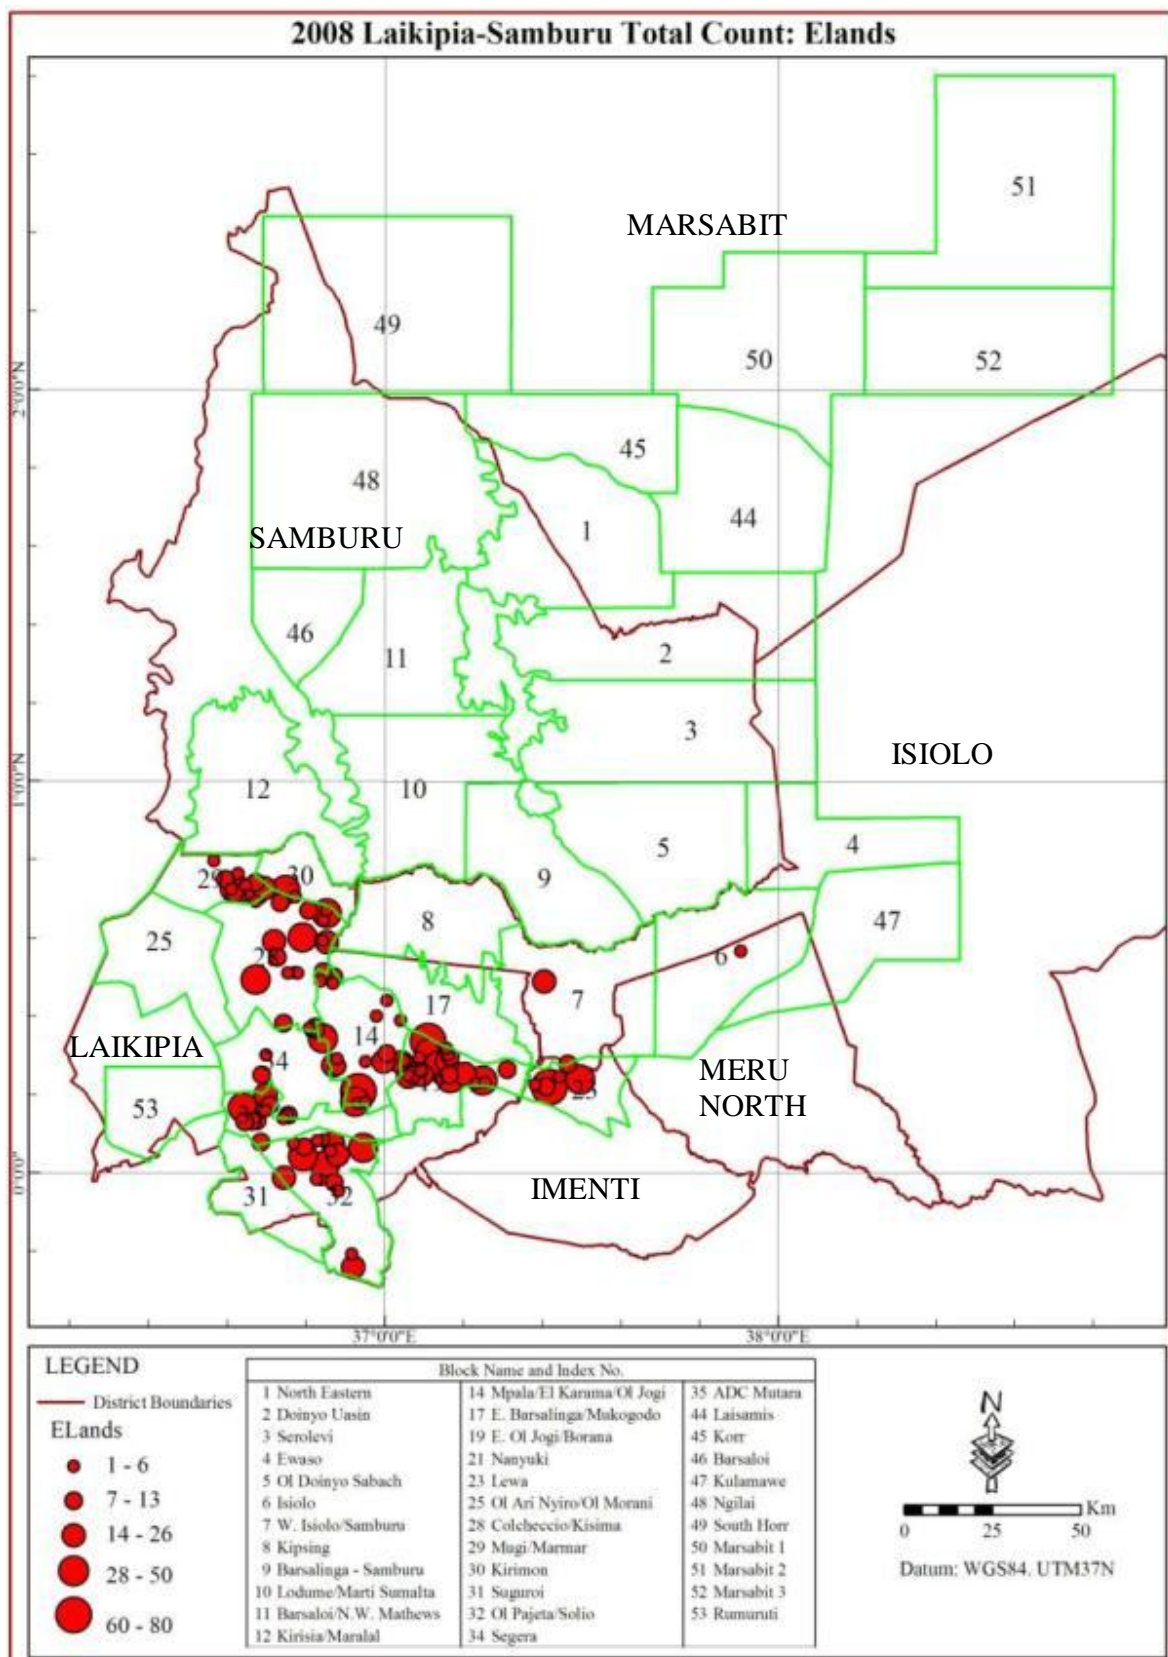 2008 Laikipia-Samburu Total Count: Elands
51
MARSABIT
49
50
52
2°0'0"N
45
48
44
1
SAMBURU
46
11
2
3
ISIOLO
1°0'0"N
12
10
5
4
9
29
30
8
47
25
6
7
17
14
LAIKIPIA
34
MERU
NORTH
53
23
0°0'0"
IMENTI
31
32
37°0'0"E
38°0'0"E
LEGEND
District Boundaries
ELands
1 - 6
7 - 13
14 - 26
28 - 50
60 - 80
Block Name and Index No.
1 North Eastern
2 Doinyo Uasin
3 Serolevi
4 Ewaso
5 Ol Doinyo Sabach
6 Isiolo
7 W. Isiolo/Samburu
8 Kipsing
9 Barsalinga - Samburu
10 Lodume/Marti Sumalta
11 Barsaloi/N.W. Mathews
12 Kirisia/Maralal
14 Mpala/El Karama/Ol Jogi
17 E. Barsalinga/Mukogodo
19 E. Ol Jogi/Borana
21 Nanyuki
23 Lewa
25 Ol Ari Nyiro/Ol Morani
28 Colcheccio/Kisima
29 Mugi/Marmar
30 Kirimon
31 Suguroi
32 Ol Pajeta/Solio
34 Segera
35 ADC Mutara
44 Laisamis
45 Korr
46 Barsaloi
47 Kulamawe
48 Ngilai
49 South Horr
50 Marsabit 1
51 Marsabit 2
52 Marsabit 3
53 Rumuruti
N
Km
0 25 50
Datum: WGS84. UTM37N